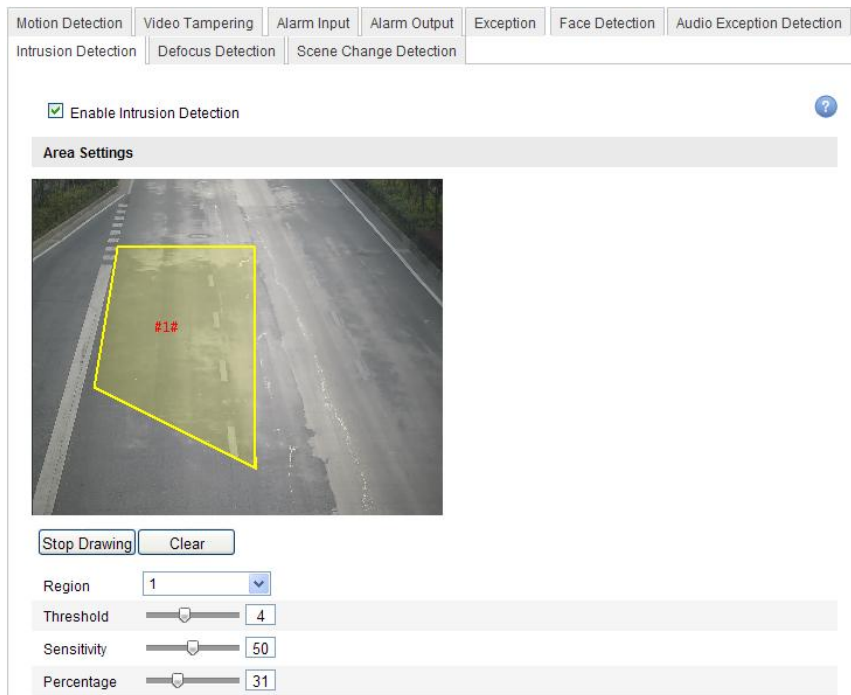 Motion Detection Video Tampering Alarm Input Alarm Output Exception Face Detection Audio Exception Detection
Intrusion Detection Defocus Detection Scene Change Detection
Enable Intrusion Detection ?
Area Settings
#1#
Stop Drawing Clear
Region 1
Threshold 4
Sensitivity 50
Percentage 31